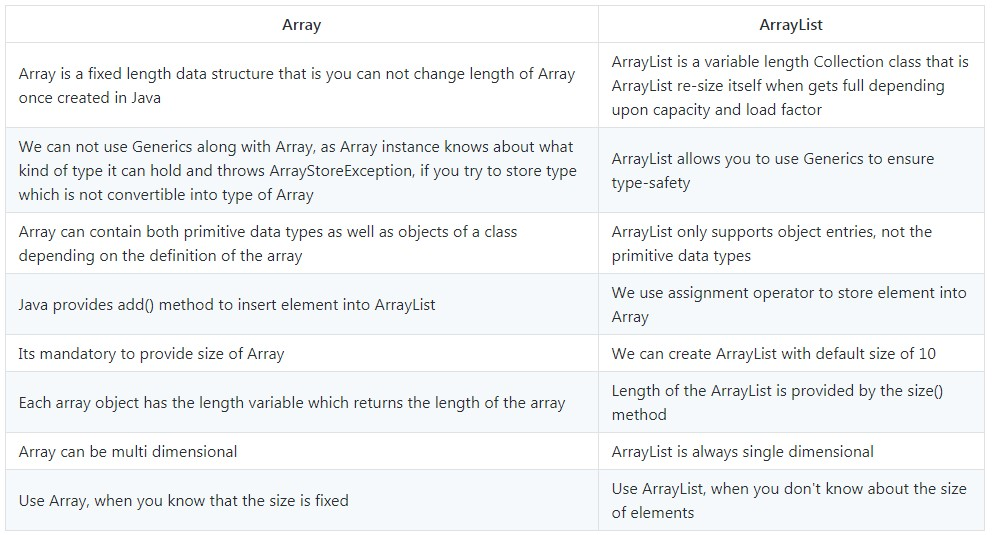 Array
ArrayList
Array is a fixed length data structure that is you can not change length of Array
once created in Java
ArrayList is a variable length Collection class that is
ArrayList re-size itself when gets full depending
upon capacity and load factor
We can not use Generics along with Array, as Array instance knows about what
kind of type it can hold and throws ArrayStoreException, if you try to store type
which is not convertible into type of Array
ArrayList allows you to use Generics to ensure
type-safety
Array can contain both primitive data types as well as objects of a class
depending on the definition of the array
ArrayList only supports object entries, not the
primitive data types
Java provides add() method to insert element into ArrayList
We use assignment operator to store element into
Array
Its mandatory to provide size of Array
We can create ArrayList with default size of 10
Each array object has the length variable which returns the length of the array
Length of the ArrayList is provided by the size()
method
Array can be multi dimensional
ArrayList is always single dimensional
Use Array, when you know that the size is fixed
Use ArrayList, when you don't know about the size
of elements